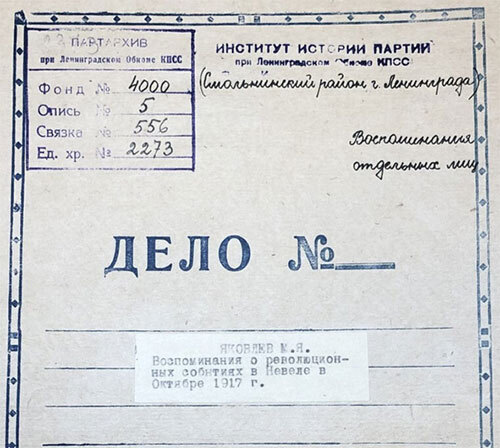 ПАРТАРХИВ
при Ленинградском Обкоме КПСС
Фонд № 4000
Опись № 5
Связка № 556
Ед. хр. № 2273
ИНСТИТУТ ИСТОРИИ ПАРТИИ
при Ленинградском Обкоме КПСС
(Смольнинский район г. Ленинграда)
Воспоминания
отдельных лиц
ДЕЛО №
ЯКОВЛЕВ М.Я.
Воспоминания о революцион-
ных событиях в Невеле в
Октябре 1917 г.